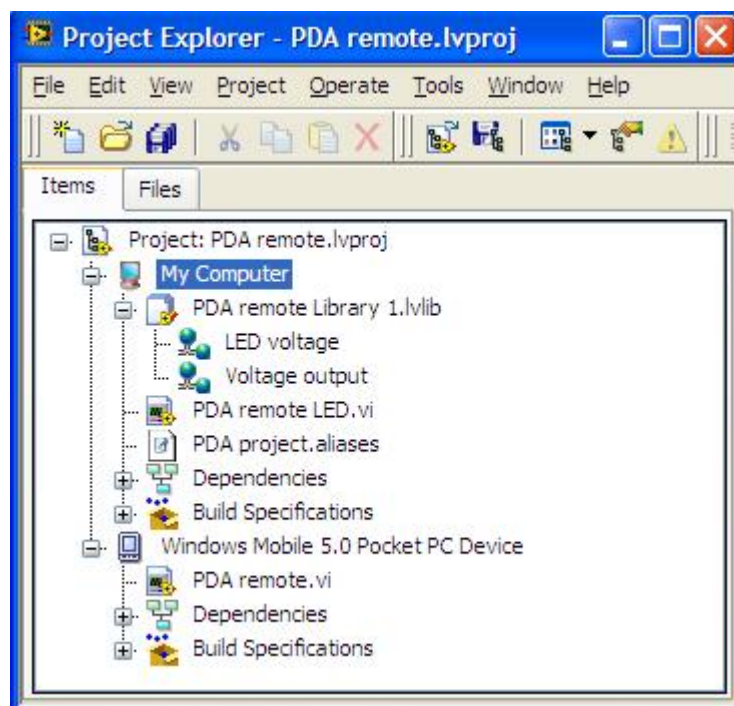 Project Explorer - PDA remote.lvproj
File Edit View Project Operate Tools Window Help
Items Files
Project: PDA remote.lvproj
My Computer
PDA remote Library 1.lvlib
LED voltage
Voltage output
PDA remote LED.vi
PDA project.aliases
Dependencies
Build Specifications
Windows Mobile 5.0 Pocket PC Device
PDA remote.vi
Dependencies
Build Specifications